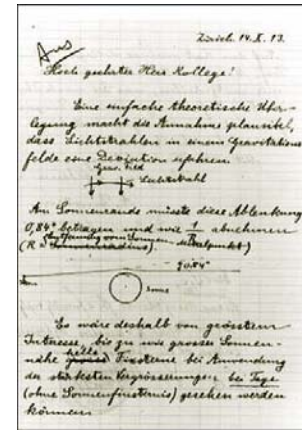 Zürich. 14. X. 13.
Hoch geehrter Herr Kollege!
Eine einfache theoretische Über-
legung macht die Annahme plausibel,
dass Lichtstrahlen in einem Gravitations-
felde eine Deviation erfahren.
Grav. Feld
Lichtstrahl
Am Sonnenrande müsste diese Ablenkung
0,84" betragen und wie 1/R abnehmen
(R =
0.84"
Sonne
Es wäre deshalb von grösstem
Interesse, bis zu wie grosser Sonnen-
nähe helle Fixsterne bei Anwendung
der stärksten Vergrösserungen bei Tage
(ohne Sonnenfinsternis) gesehen werden
können